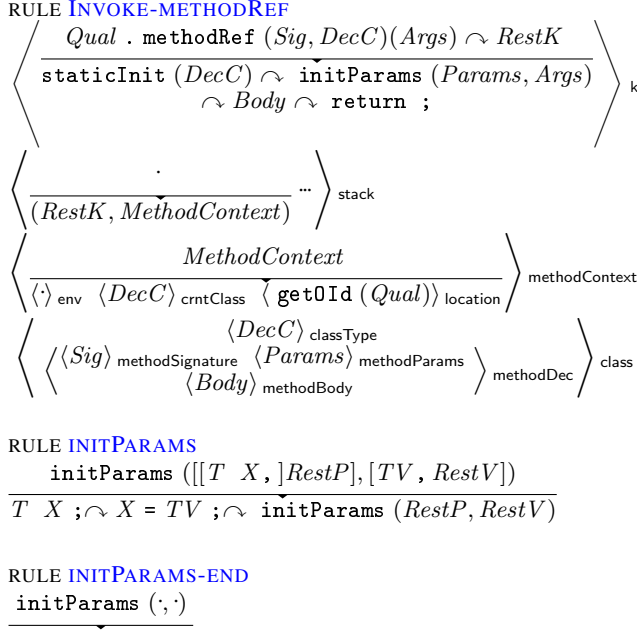 RULE INVOKE-METHODREF
⟨ Qual . methodRef (Sig, DecC)(Args) ↷ RestK
staticInit (DecC) ↷ initParams (Params, Args)
↷ Body ↷ return ; ⟩ k
⟨ ·
(RestK, MethodContext) ··· ⟩ stack
⟨ MethodContext
⟨·⟩ env ⟨DecC⟩ crntClass ⟨ getOId (Qual)⟩ location ⟩ methodContext
⟨ ⟨DecC⟩ classType
⟨ ⟨Sig⟩ methodSignature ⟨Params⟩ methodParams
⟨Body⟩ methodBody ⟩ methodDec ⟩ class
RULE INITPARAMS
initParams ([[T X, ]RestP], [TV, RestV])
T X ;↷ X = TV ;↷ initParams (RestP, RestV)
RULE INITPARAMS-END
initParams (·, ·)